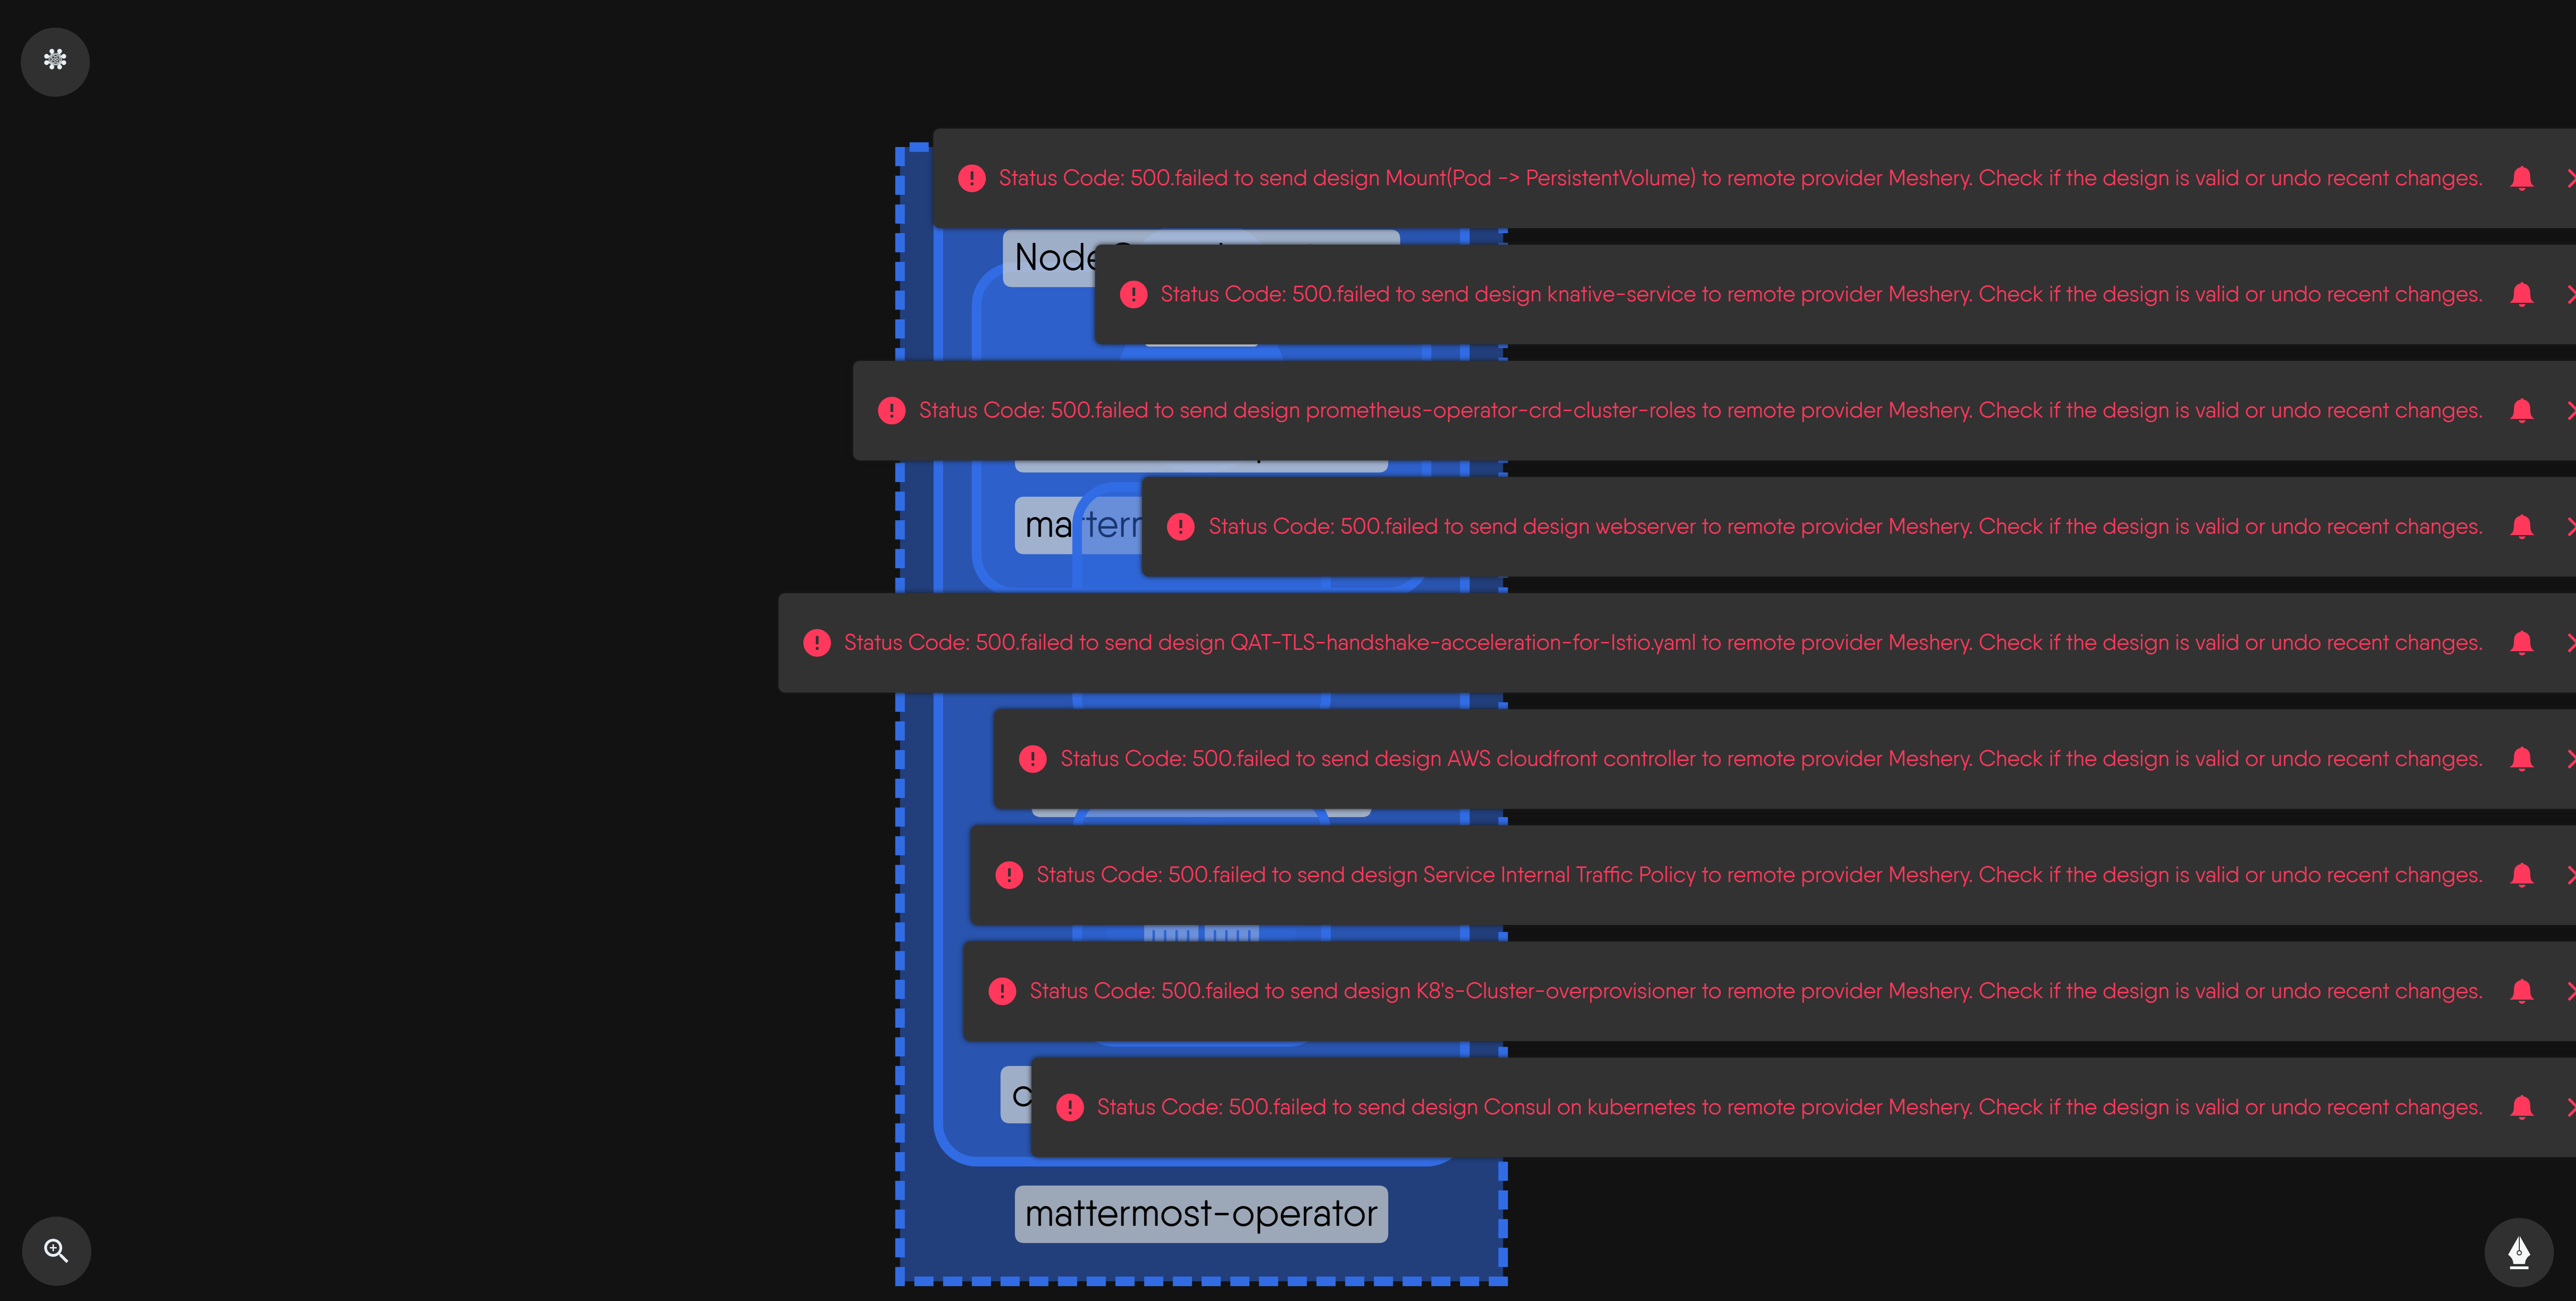 Status Code: 500.failed to send design Mount(Pod -> PersistentVolume) to remote provider Meshery. Check if the design is valid or undo recent changes.
Status Code: 500.failed to send design knative-service to remote provider Meshery. Check if the design is valid or undo recent changes.
Status Code: 500.failed to send design prometheus-operator-crd-cluster-roles to remote provider Meshery. Check if the design is valid or undo recent changes.
Status Code: 500.failed to send design webserver to remote provider Meshery. Check if the design is valid or undo recent changes.
Status Code: 500.failed to send design QAT-TLS-handshake-acceleration-for-Istio.yaml to remote provider Meshery. Check if the design is valid or undo recent changes.
Status Code: 500.failed to send design AWS cloudfront controller to remote provider Meshery. Check if the design is valid or undo recent changes.
Status Code: 500.failed to send design Service Internal Traffic Policy to remote provider Meshery. Check if the design is valid or undo recent changes.
Status Code: 500.failed to send design K8's-Cluster-overprovisioner to remote provider Meshery. Check if the design is valid or undo recent changes.
Status Code: 500.failed to send design Consul on kubernetes to remote provider Meshery. Check if the design is valid or undo recent changes.
mattermost-operator